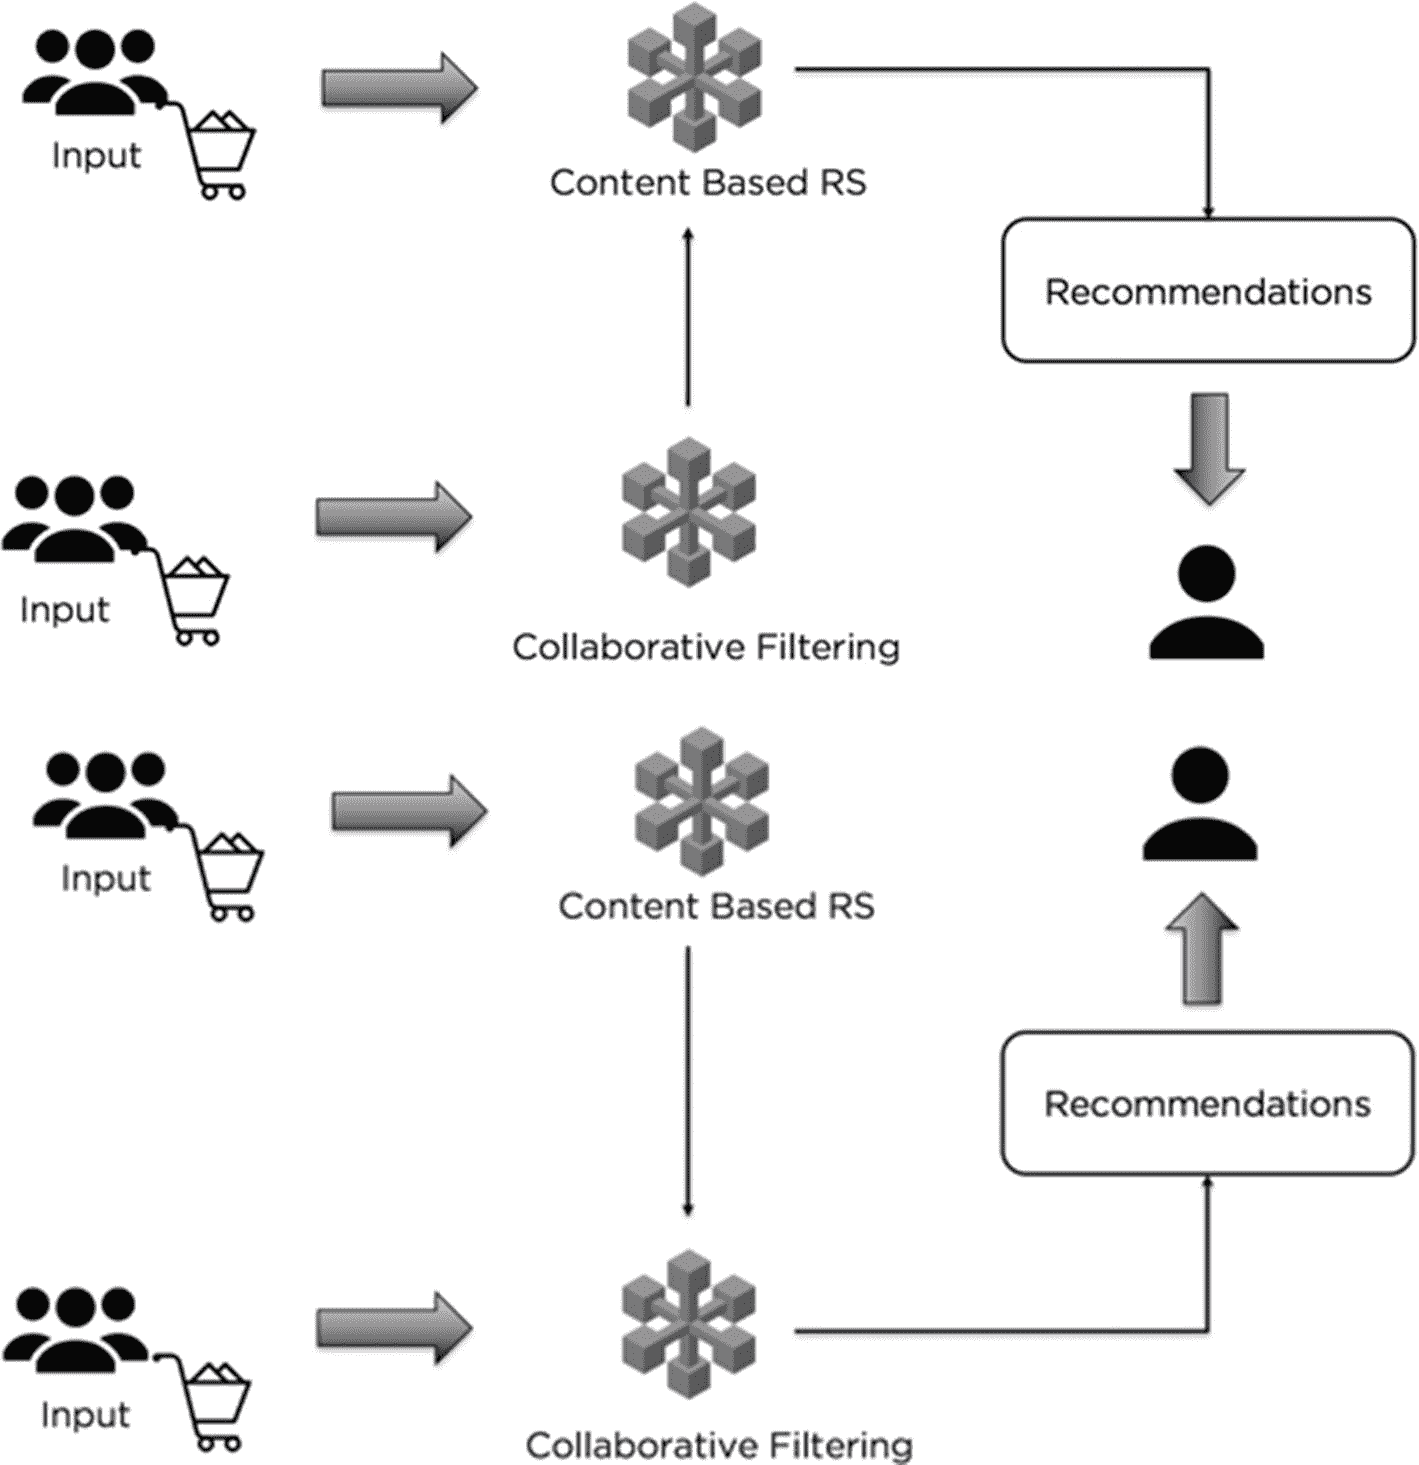 Input
Content Based RS
Recommendations
Input
Collaborative Filtering
Input
Content Based RS
Recommendations
Input
Collaborative Filtering